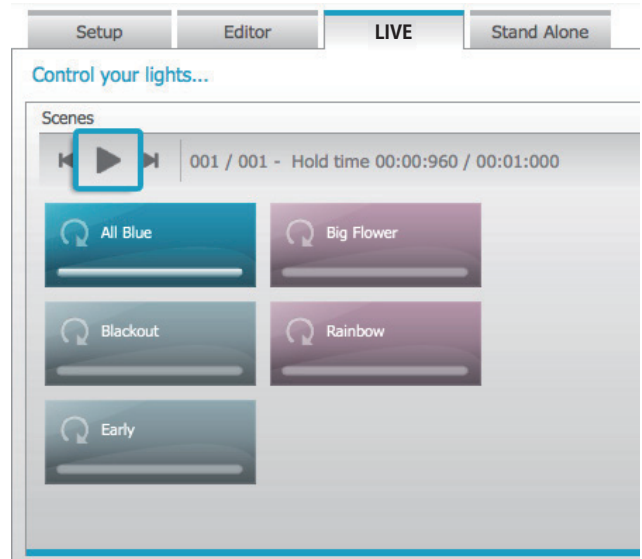 Setup Editor LIVE Stand Alone
Control your lights...
Scenes
001 / 001 - Hold time 00:00:960 / 00:01:000
All Blue Big Flower
Blackout Rainbow
Early